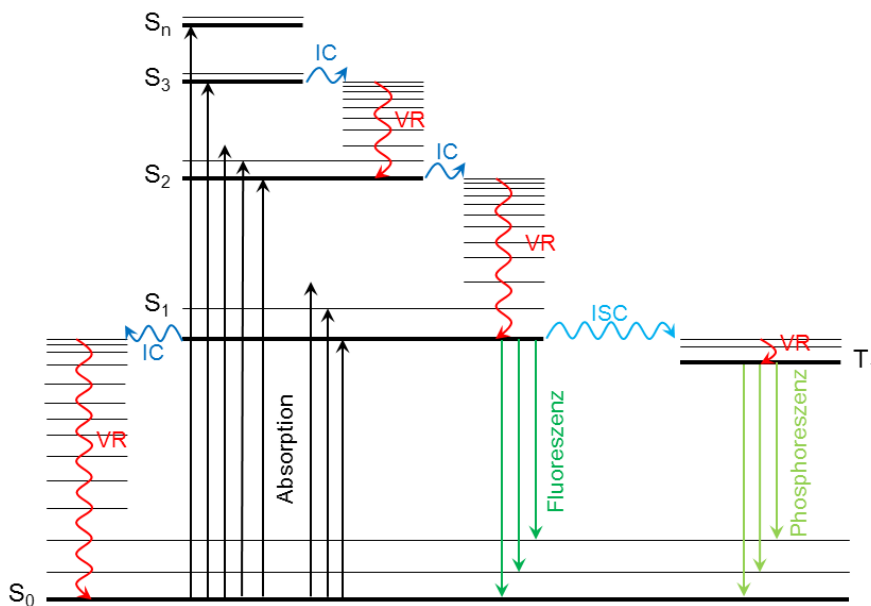 Sₙ
IC
S₃
VR
IC
S₂
VR
S₁
ISC
IC
VR
T
Absorption
Fluoreszenz
Phosphoreszenz
VR
S₀